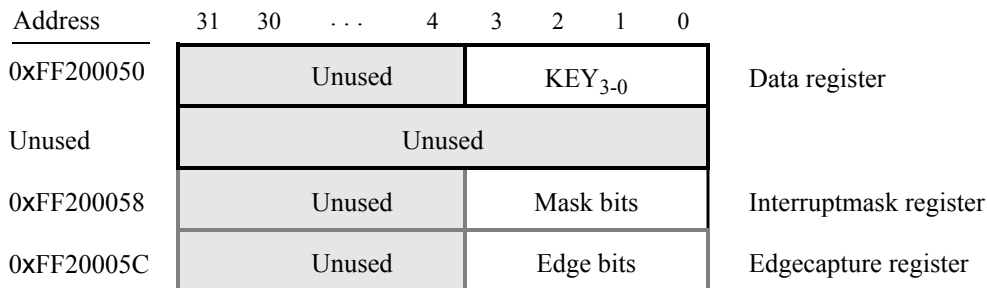 Address 31 30 . . . 4 3 2 1 0
0xFF200050 Unused KEY3-0 Data register
Unused Unused
0xFF200058 Unused Mask bits Interruptmask register
0xFF20005C Unused Edge bits Edgecapture register